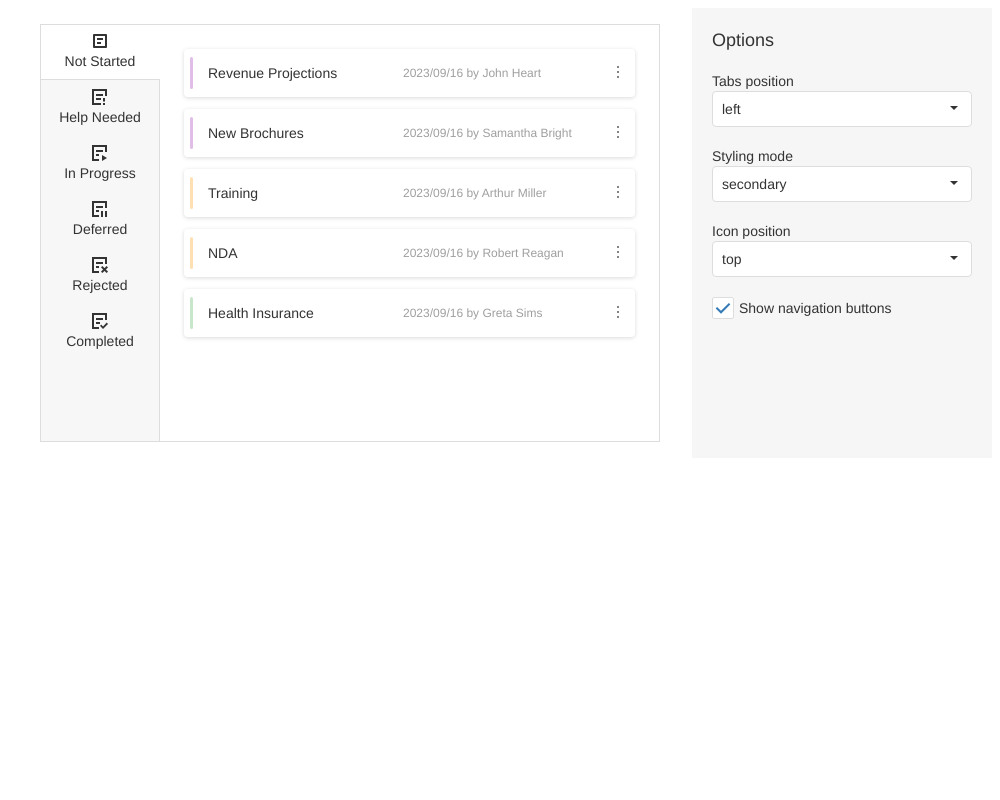 Not Started
Help Needed
In Progress
Deferred
Rejected
Completed
Revenue Projections 2023/09/16 by John Heart
New Brochures 2023/09/16 by Samantha Bright
Training 2023/09/16 by Arthur Miller
NDA 2023/09/16 by Robert Reagan
Health Insurance 2023/09/16 by Greta Sims
Options
Tabs position
left
Styling mode
secondary
Icon position
top
Show navigation buttons